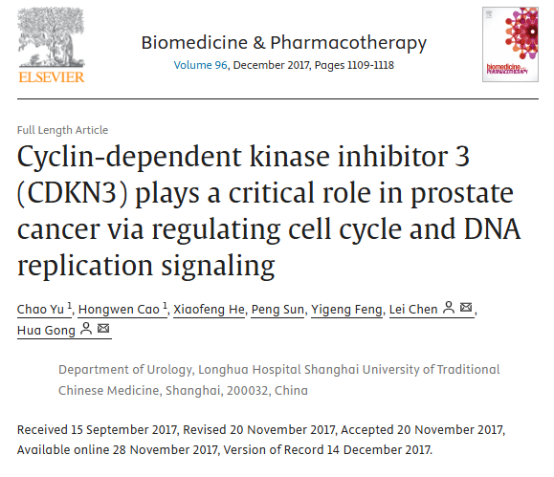 ELSEVIER
Biomedicine & Pharmacotherapy
Volume 96, December 2017, Pages 1109-1118
biomedicine
PHARMACOTHERAPY
Full Length Article
Cyclin-dependent kinase inhibitor 3
(CDKN3) plays a critical role in prostate
cancer via regulating cell cycle and DNA
replication signaling
Chao Yu 1, Hongwen Cao 1, Xiaofeng He, Peng Sun, Yigeng Feng, Lei Chen,
Hua Gong
Department of Urology, Longhua Hospital Shanghai University of Traditional
Chinese Medicine, Shanghai, 200032, China
Received 15 September 2017, Revised 20 November 2017, Accepted 20 November 2017,
Available online 28 November 2017, Version of Record 14 December 2017.